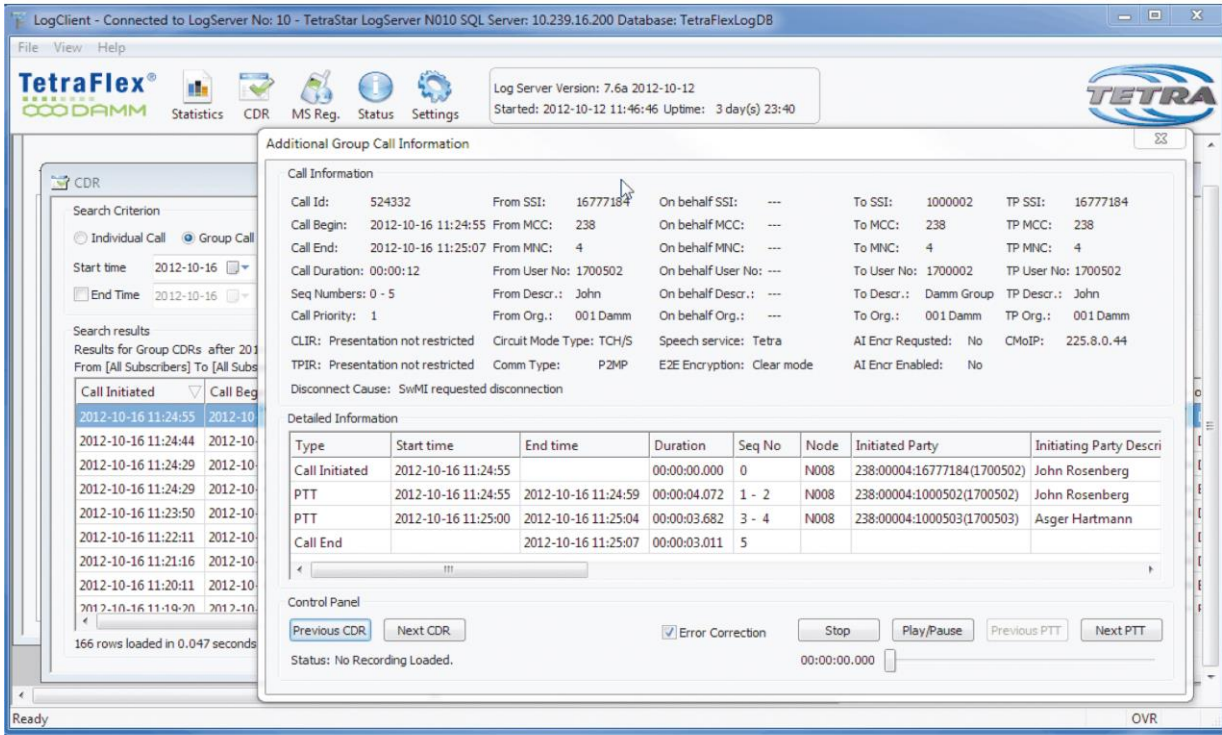 LogClient - Connected to LogServer No: 10 - TetraStar LogServer N010 SQL Server: 10.239.16.200 Database: TetraFlexLogDB
File View Help
TetraFlex®
DAMM
Statistics CDR MS Reg. Status Settings
Log Server Version: 7.6a 2012-10-12
Started: 2012-10-12 11:46:46 Uptime: 3 day(s) 23:40
TETRA
CDR
Search Criterion
Individual Call Group Call
Start time 2012-10-16
End Time 2012-10-16
Search results
Results for Group CDRs after 201
From [All Subscribers] To [All Subs
Call Initiated Call Beg
2012-10-16 11:24:55 2012-10-
2012-10-16 11:24:44 2012-10-
2012-10-16 11:24:29 2012-10-
2012-10-16 11:24:29 2012-10-
2012-10-16 11:23:50 2012-10-
2012-10-16 11:22:11 2012-10-
2012-10-16 11:21:16 2012-10-
2012-10-16 11:20:11 2012-10-
2012-10-16 11:19:20 2012-10-
166 rows loaded in 0.047 seconds
Additional Group Call Information
Call Information
Call Id: 524332 From SSI: 16777184 On behalf SSI: --- To SSI: 1000002 TP SSI: 16777184
Call Begin: 2012-10-16 11:24:55 From MCC: 238 On behalf MCC: --- To MCC: 238 TP MCC: 238
Call End: 2012-10-16 11:25:07 From MNC: 4 On behalf MNC: --- To MNC: 4 TP MNC: 4
Call Duration: 00:00:12 From User No: 1700502 On behalf User No: --- To User No: 1700002 TP User No: 1700502
Seq Numbers: 0 - 5 From Descr.: John On behalf Descr.: --- To Descr.: Damm Group TP Descr.: John
Call Priority: 1 From Org.: 001 Damm On behalf Org.: --- To Org.: 001 Damm TP Org.: 001 Damm
CLIR: Presentation not restricted Circuit Mode Type: TCH/S Speech service: Tetra AI Encr Requsted: No CMoIP: 225.8.0.44
TPIR: Presentation not restricted Comm Type: P2MP E2E Encryption: Clear mode AI Encr Enabled: No
Disconnect Cause: SwMI requested disconnection
Detailed Information
Type Start time End time Duration Seq No Node Initiated Party Initiating Party Descri
Call Initiated 2012-10-16 11:24:55 00:00:00.000 0 N008 238:00004:16777184(1700502) John Rosenberg
PTT 2012-10-16 11:24:55 2012-10-16 11:24:59 00:00:04.072 1 - 2 N008 238:00004:1000502(1700502) John Rosenberg
PTT 2012-10-16 11:25:00 2012-10-16 11:25:04 00:00:03.682 3 - 4 N008 238:00004:1000503(1700503) Asger Hartmann
Call End 2012-10-16 11:25:07 00:00:03.011 5
Control Panel
Previous CDR Next CDR Error Correction Stop Play/Pause Previous PTT Next PTT
Status: No Recording Loaded. 00:00:00.000
Ready OVR